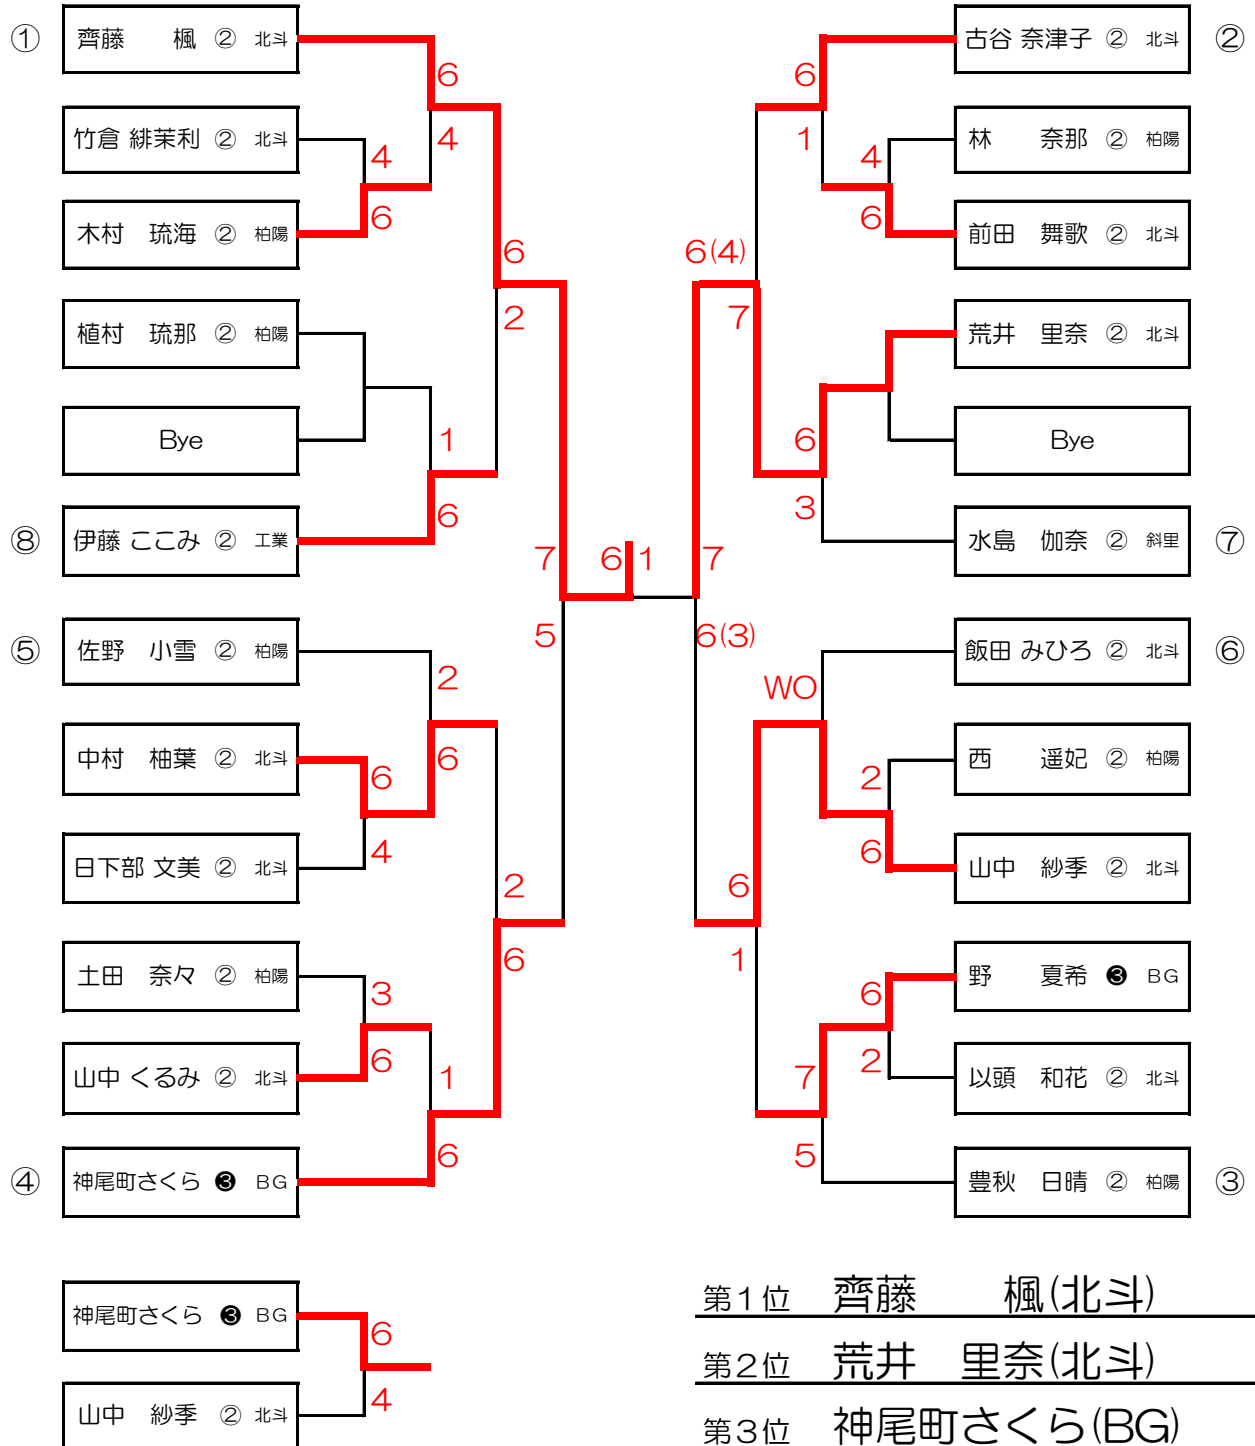 ① 齊藤　　楓 ② 北斗
6
竹倉 緋茉利 ② 北斗
4
4
木村　琉海 ② 柏陽
6
6
植村　琉那 ② 柏陽
2
Bye
1
⑧ 伊藤 ここみ ② 工業
6
7
6
1
⑤ 佐野　小雪 ② 柏陽
5
2
中村　柚葉 ② 北斗
6
6
日下部 文美 ② 北斗
4
2
土田　奈々 ② 柏陽
6
3
山中 くるみ ② 北斗
6
1
④ 神尾町さくら ❸ BG
6
古谷 奈津子 ② 北斗 ②
6
林　　奈那 ② 柏陽
1
4
前田　舞歌 ② 北斗
6
6(4)
荒井　里奈 ② 北斗
7
Bye
6
水島　伽奈 ② 斜里 ⑦
3
7
飯田 みひろ ② 北斗 ⑥
6(3)
WO
西　　遥妃 ② 柏陽
2
山中　紗季 ② 北斗
6
6
野　　夏希 ❸ BG
1
6
以頭　和花 ② 北斗
2
7
豊秋　日晴 ② 柏陽 ③
5
神尾町さくら ❸ BG
6
山中　紗季 ② 北斗
4
第1位 齊藤　　楓(北斗)
第2位 荒井　里奈(北斗)
第3位 神尾町さくら(BG)